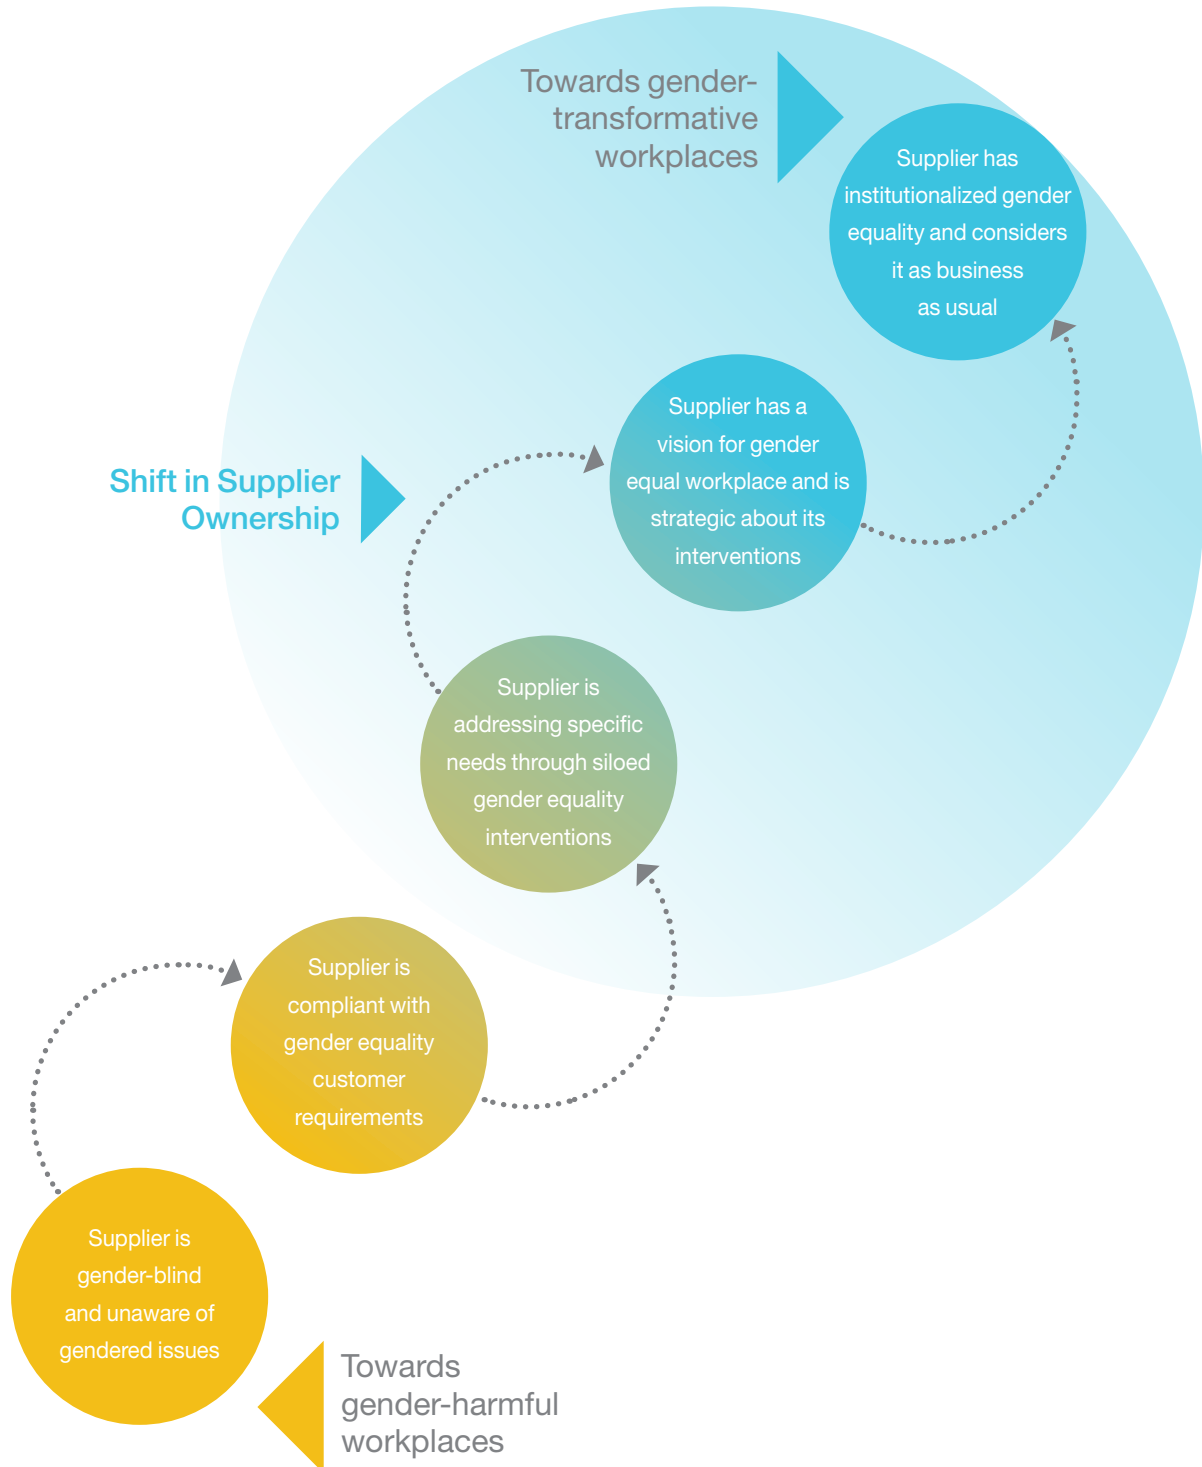 Towards gender-
transformative
workplaces
Supplier has
institutionalized gender
equality and considers
it as business
as usual
Supplier has a
vision for gender
equal workplace and is
strategic about its
interventions
Shift in Supplier
Ownership
Supplier is
addressing specific
needs through siloed
gender equality
interventions
Supplier is
compliant with
gender equality
customer
requirements
Supplier is
gender-blind
and unaware of
gendered issues
Towards
gender-harmful
workplaces